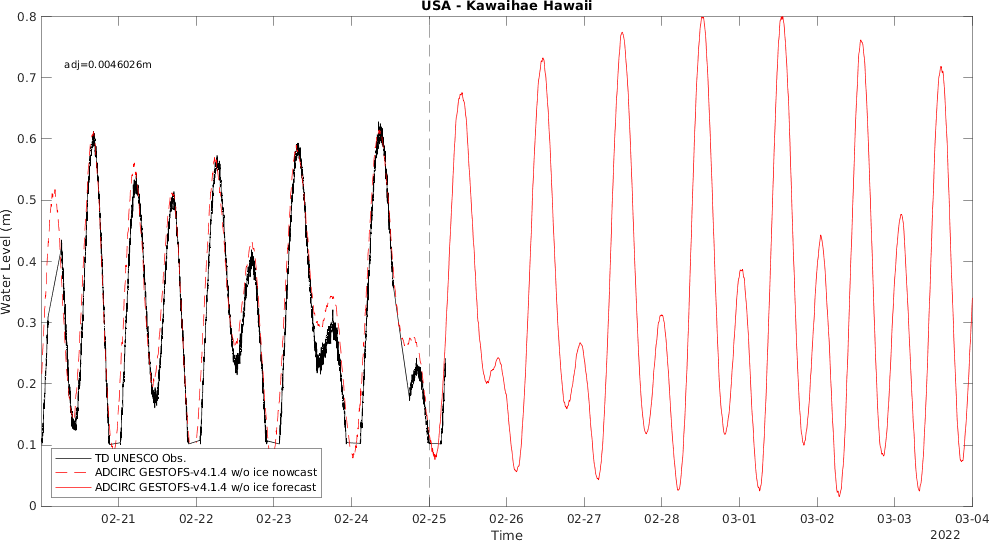 USA - Kawaihae Hawaii
0.8
0.7
0.6
0.5
0.4
0.3
0.2
0.1
0
Water Level (m)
adj=0.0046026m
TD UNESCO Obs.
ADCIRC GESTOFS-v4.1.4 w/o ice nowcast
ADCIRC GESTOFS-v4.1.4 w/o ice forecast
02-21 02-22 02-23 02-24 02-25 02-26 02-27 02-28 03-01 03-02 03-03 03-04
Time
2022